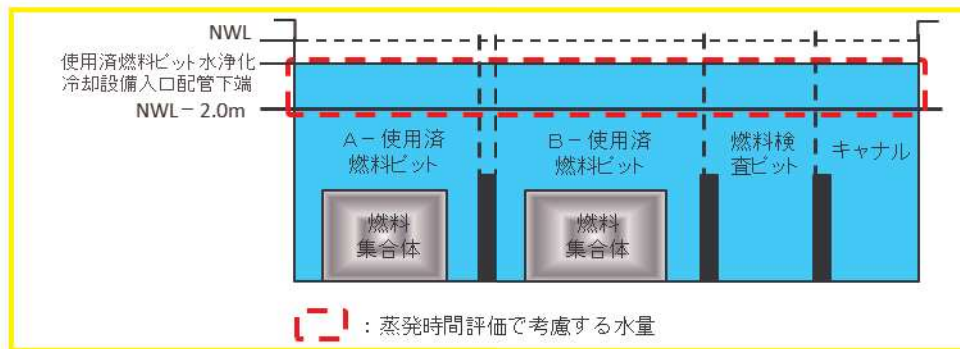 NWL
使用済燃料ピット水浄化
冷却設備入口配管下端
NWL－2.0m
A－使用済
燃料ピット
B－使用済
燃料ピット
燃料検
査ピット
キャナル
燃料
集合体
燃料
集合体
：蒸発時間評価で考慮する水量